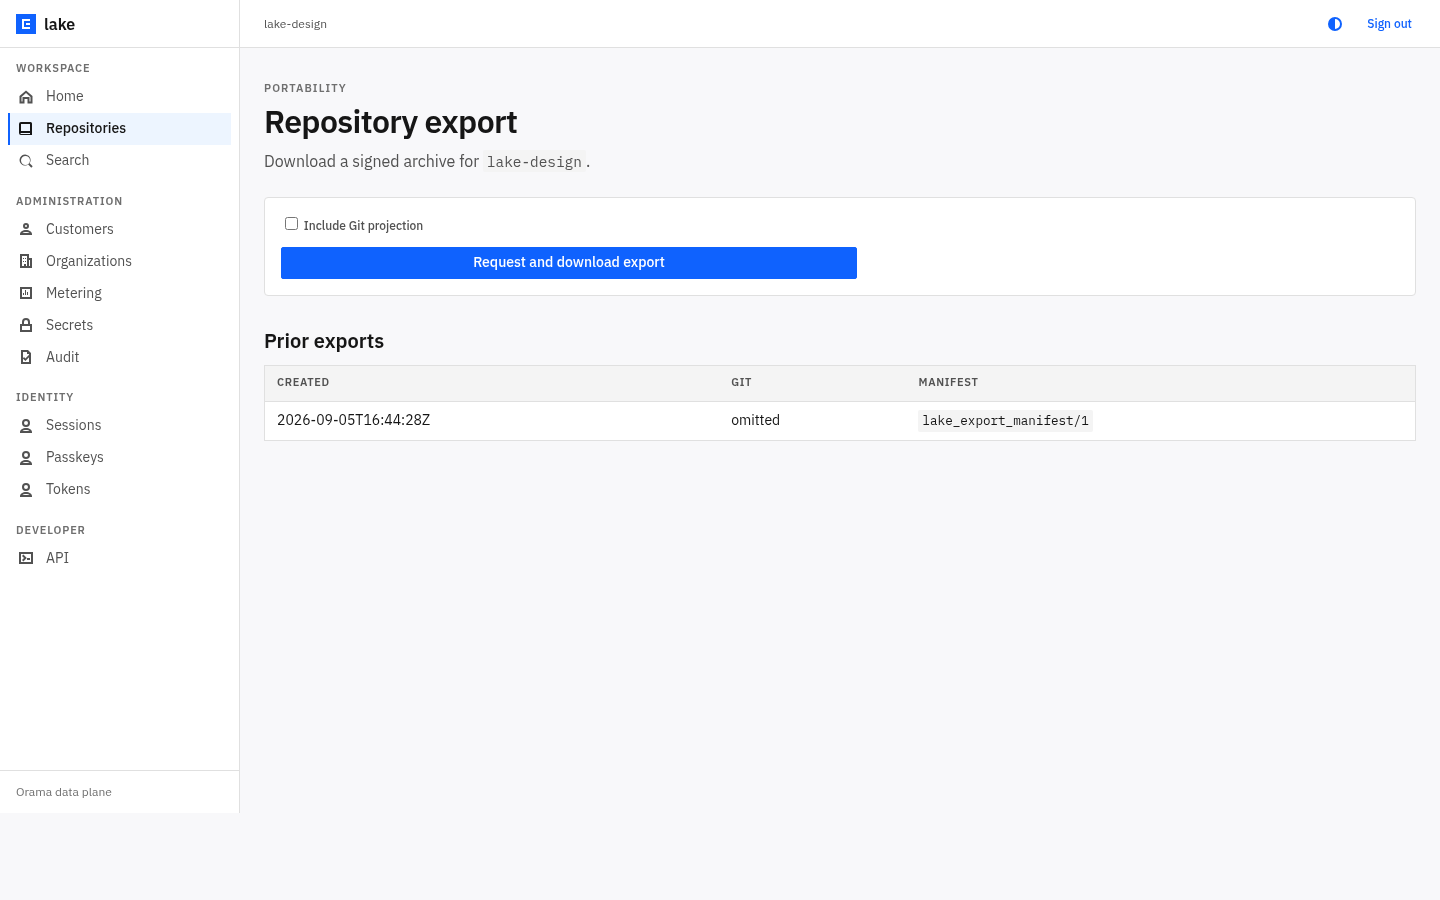 lake
lake-design
Sign out
WORKSPACE
Home
Repositories
Search
ADMINISTRATION
Customers
Organizations
Metering
Secrets
Audit
IDENTITY
Sessions
Passkeys
Tokens
DEVELOPER
API
Orama data plane
PORTABILITY
Repository export
Download a signed archive for lake-design.
Include Git projection
Request and download export
Prior exports
CREATED GIT MANIFEST
2026-09-05T16:44:28Z omitted lake_export_manifest/1